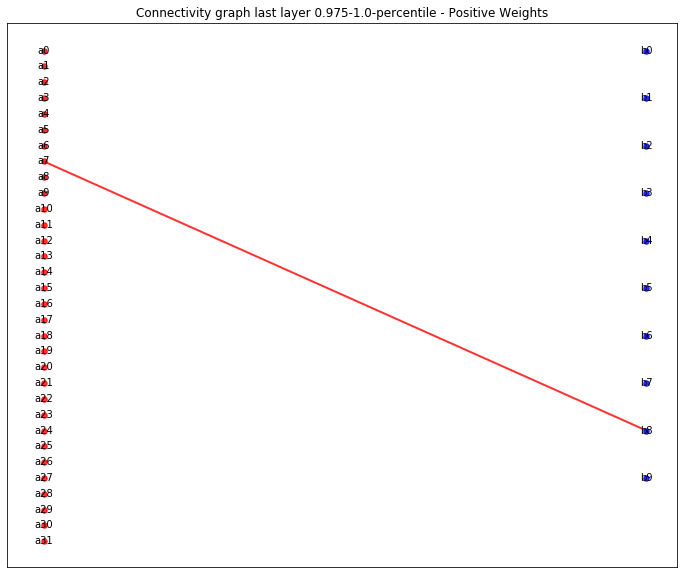 Connectivity graph last layer 0.975-1.0-percentile - Positive Weights
a0
a1
a2
a3
a4
a5
a6
a7
a8
a9
a10
a11
a12
a13
a14
a15
a16
a17
a18
a19
a20
a21
a22
a23
a24
a25
a26
a27
a28
a29
a30
a31
b0
b1
b2
b3
b4
b5
b6
b7
b8
b9